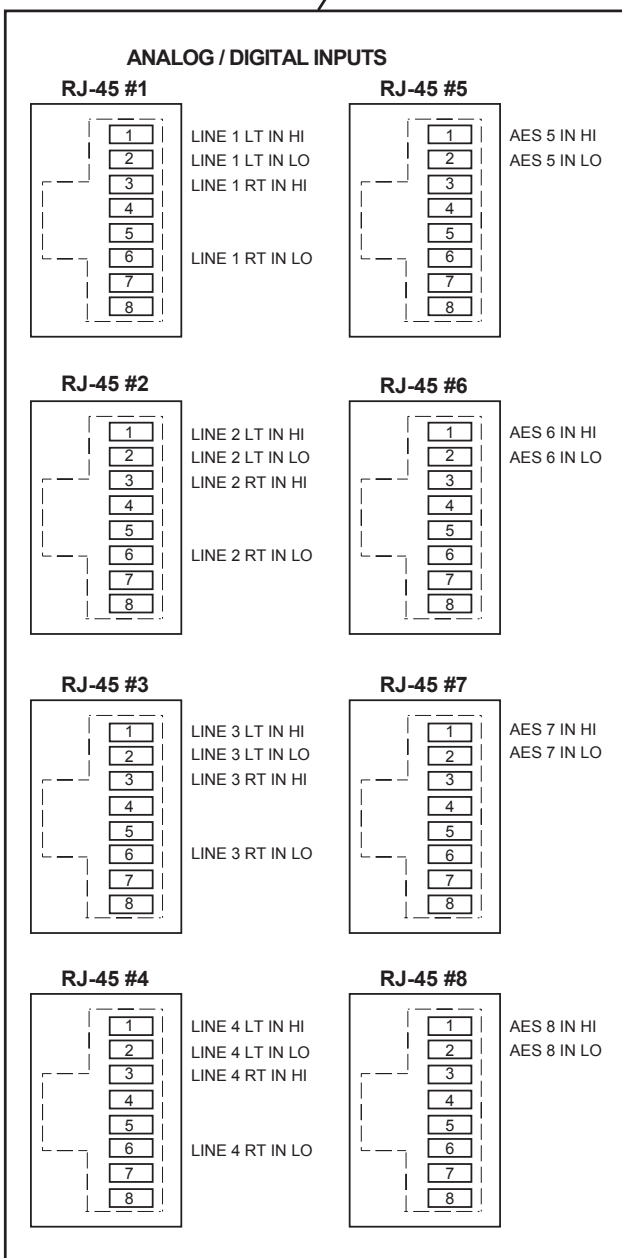 ANALOG / DIGITAL INPUTS
RJ-45 #1
1 LINE 1 LT IN HI
2 LINE 1 LT IN LO
3 LINE 1 RT IN HI
4
5
6 LINE 1 RT IN LO
7
8
RJ-45 #5
1 AES 5 IN HI
2 AES 5 IN LO
3
4
5
6
7
8
RJ-45 #2
1 LINE 2 LT IN HI
2 LINE 2 LT IN LO
3 LINE 2 RT IN HI
4
5
6 LINE 2 RT IN LO
7
8
RJ-45 #6
1 AES 6 IN HI
2 AES 6 IN LO
3
4
5
6
7
8
RJ-45 #3
1 LINE 3 LT IN HI
2 LINE 3 LT IN LO
3 LINE 3 RT IN HI
4
5
6 LINE 3 RT IN LO
7
8
RJ-45 #7
1 AES 7 IN HI
2 AES 7 IN LO
3
4
5
6
7
8
RJ-45 #4
1 LINE 4 LT IN HI
2 LINE 4 LT IN LO
3 LINE 4 RT IN HI
4
5
6 LINE 4 RT IN LO
7
8
RJ-45 #8
1 AES 8 IN HI
2 AES 8 IN LO
3
4
5
6
7
8